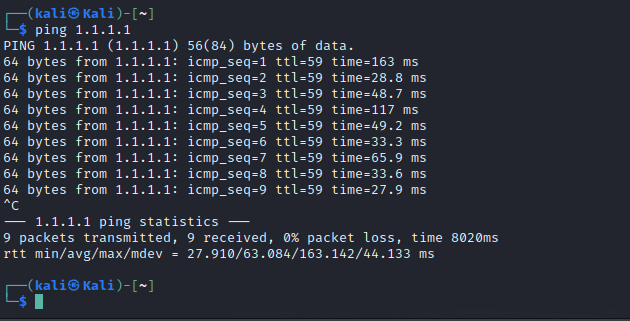 ┌──(kali㉿Kali)-[~]
└─$ ping 1.1.1.1
PING 1.1.1.1 (1.1.1.1) 56(84) bytes of data.
64 bytes from 1.1.1.1: icmp_seq=1 ttl=59 time=163 ms
64 bytes from 1.1.1.1: icmp_seq=2 ttl=59 time=28.8 ms
64 bytes from 1.1.1.1: icmp_seq=3 ttl=59 time=48.7 ms
64 bytes from 1.1.1.1: icmp_seq=4 ttl=59 time=117 ms
64 bytes from 1.1.1.1: icmp_seq=5 ttl=59 time=49.2 ms
64 bytes from 1.1.1.1: icmp_seq=6 ttl=59 time=33.3 ms
64 bytes from 1.1.1.1: icmp_seq=7 ttl=59 time=65.9 ms
64 bytes from 1.1.1.1: icmp_seq=8 ttl=59 time=33.6 ms
64 bytes from 1.1.1.1: icmp_seq=9 ttl=59 time=27.9 ms
^C
--- 1.1.1.1 ping statistics ---
9 packets transmitted, 9 received, 0% packet loss, time 8020ms
rtt min/avg/max/mdev = 27.910/63.084/163.142/44.133 ms
┌──(kali㉿Kali)-[~]
└─$